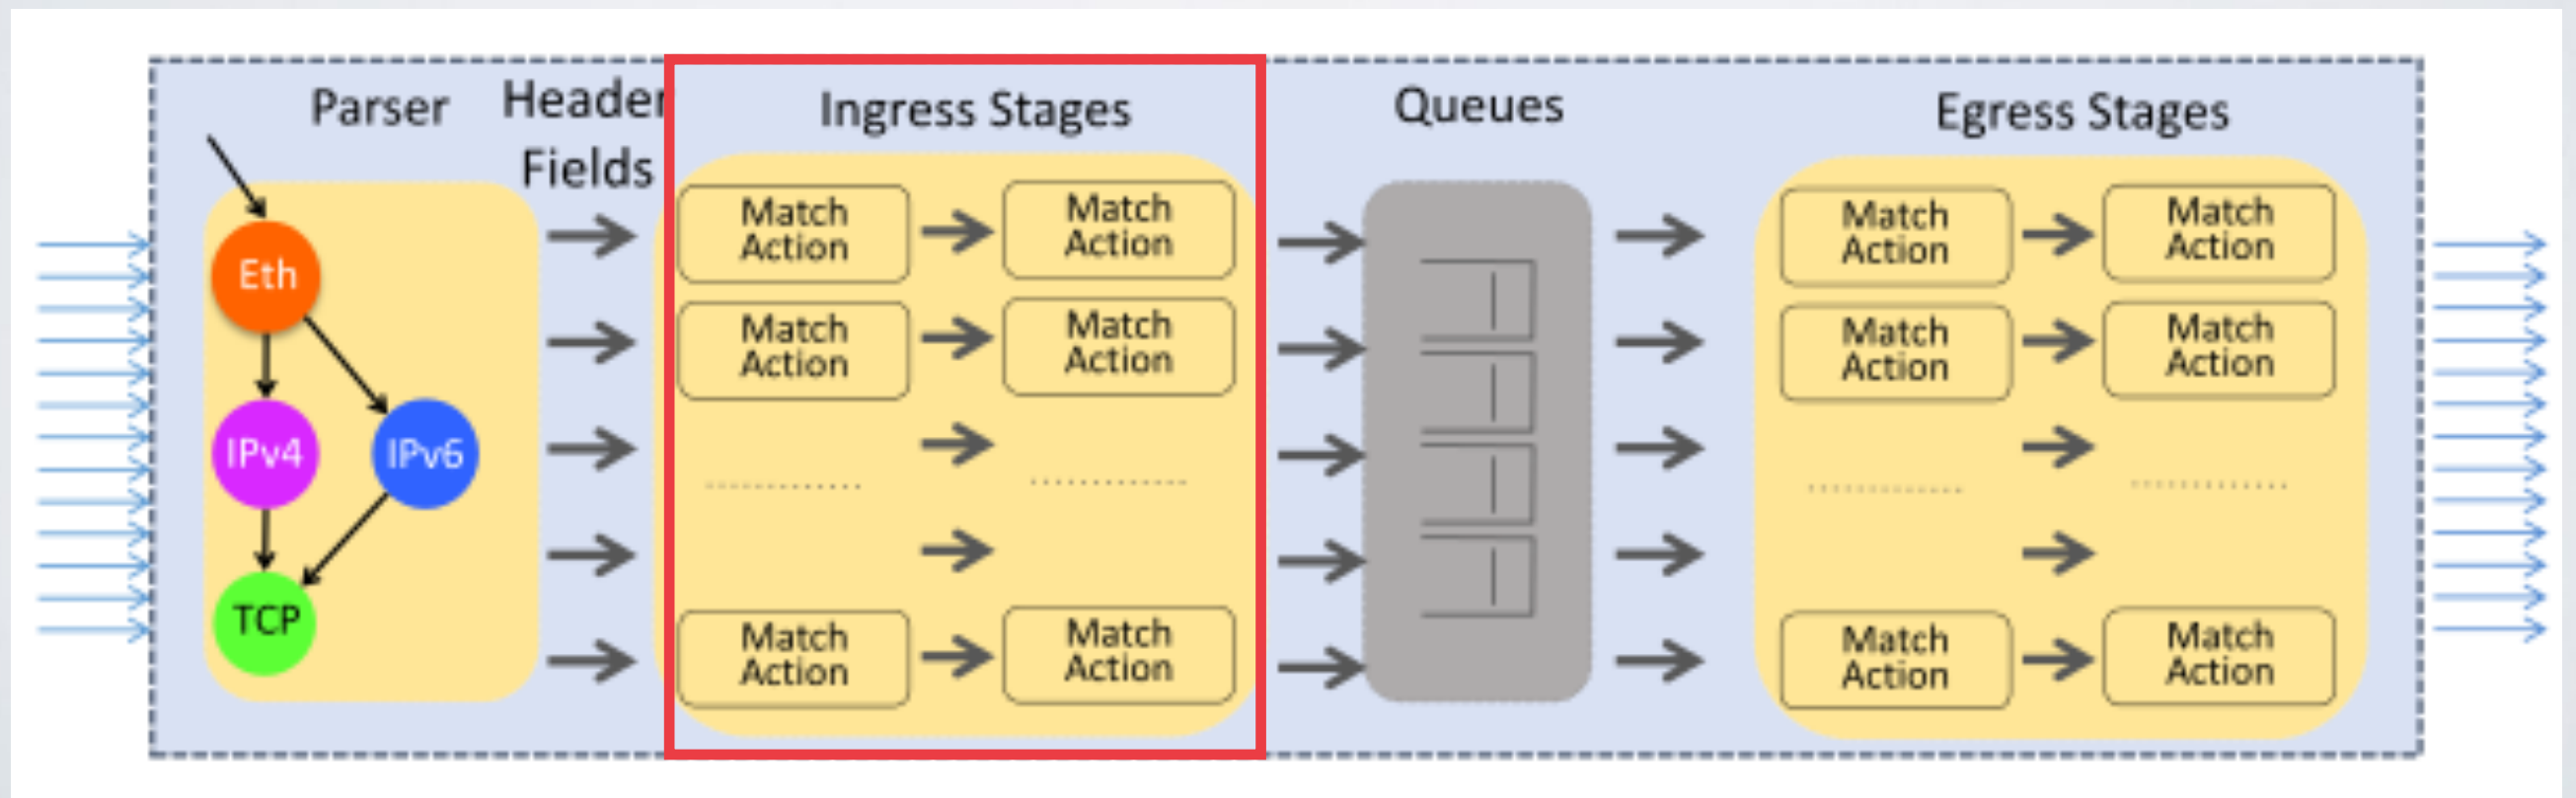 Parser
Header
Fields
Eth
IPv4
IPv6
TCP
Ingress Stages
Match
Action
Match
Action
Match
Action
Match
Action
Match
Action
Match
Action
Queues
Egress Stages
Match
Action
Match
Action
Match
Action
Match
Action
Match
Action
Match
Action